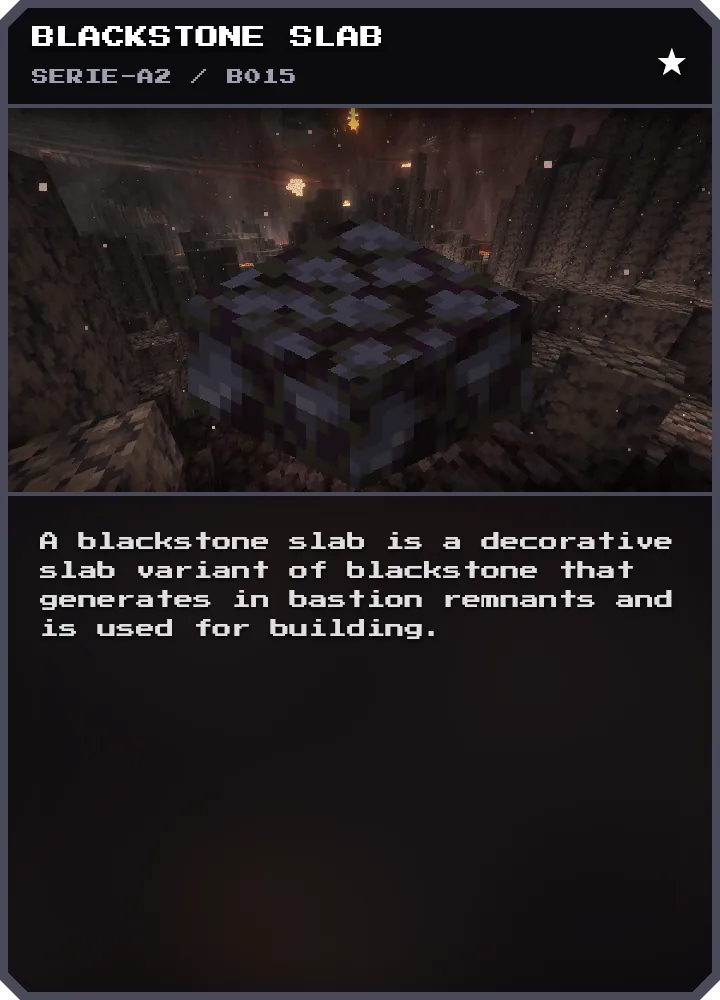 BLACKSTONE SLAB
SERIE-A2 / B015
A blackstone slab is a decorative
slab variant of blackstone that
generates in bastion remnants and
is used for building.